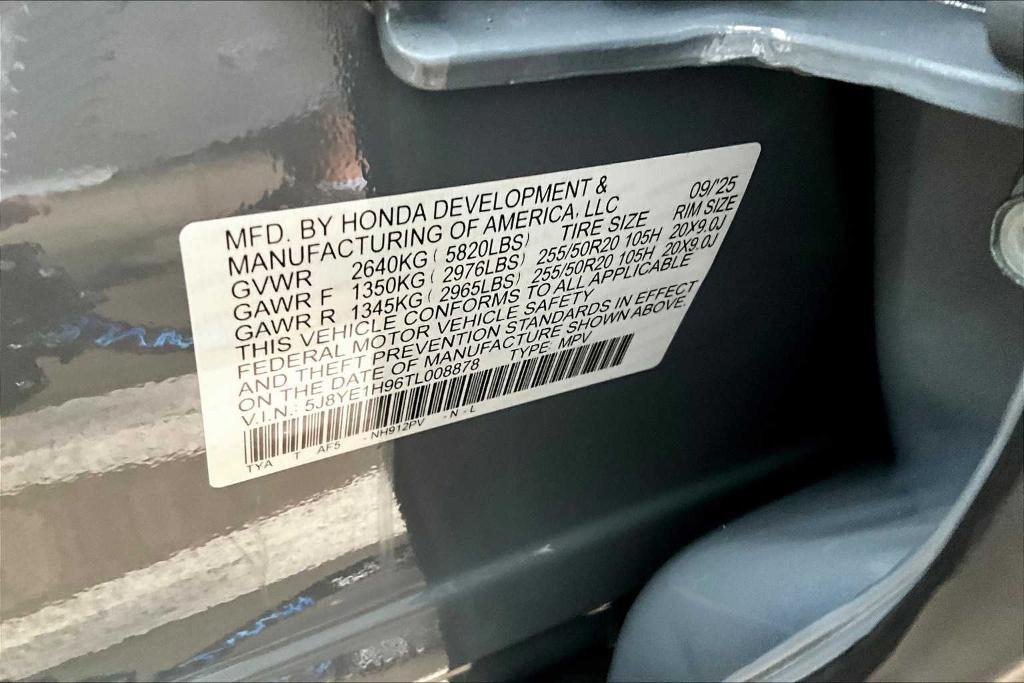 MFD. BY HONDA DEVELOPMENT & 09/'25
MANUFACTURING OF AMERICA, LLC
TIRE SIZE RIM SIZE
GVWR 2640KG ( 5820LBS)
GAWR F 1350KG ( 2976LBS) 255/50R20 105H 20X9.0J
GAWR R 1345KG ( 2965LBS) 255/50R20 105H 20X9.0J
THIS VEHICLE CONFORMS TO ALL APPLICABLE
FEDERAL MOTOR VEHICLE SAFETY
AND THEFT PREVENTION STANDARDS IN EFFECT
ON THE DATE OF MANUFACTURE SHOWN ABOVE.
V.I.N.: 5J8YE1H96TL008878 TYPE: MPV
TYA T AF5 - NH912PV - N - L